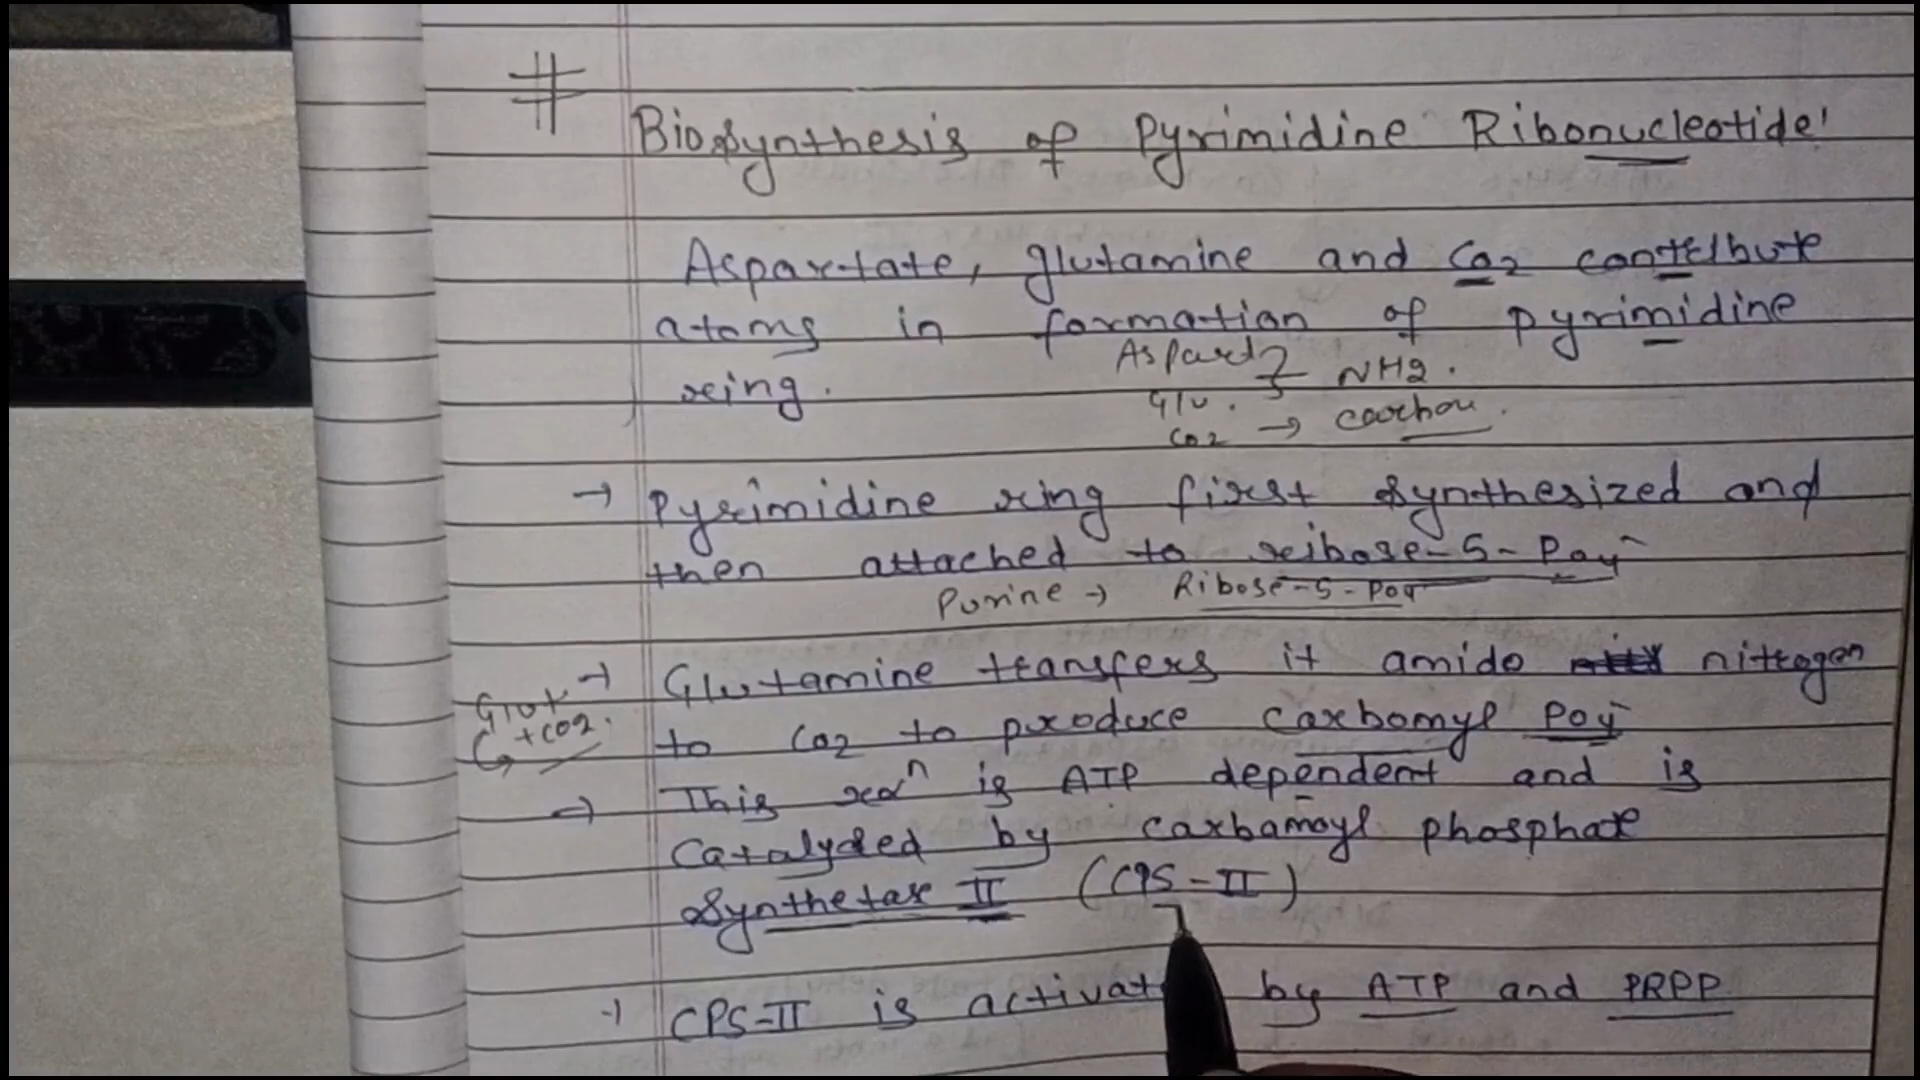 #
Biosynthesis of Pyrimidine Ribonucleotide'
Aspartate, glutamine and Co2 contribute
atoms in formation of pyrimidine
ring.
Aspart
Glu. } NH2.
Co2 → carbon.
→ Pyrimidine ring first synthesized and
then attached to ribose-5-Po4-
Purine → Ribose-5-Po4
→ Glutamine transfers it amido nitrogen
Glut
+CO2.
to Co2 to produce carbomyl Po4-
→ This rxn is ATP dependent and is
Catalysed by carbamoyl phosphate
Synthetase II (CPS-II)
→ CPS-II is activat by ATP and PRPP